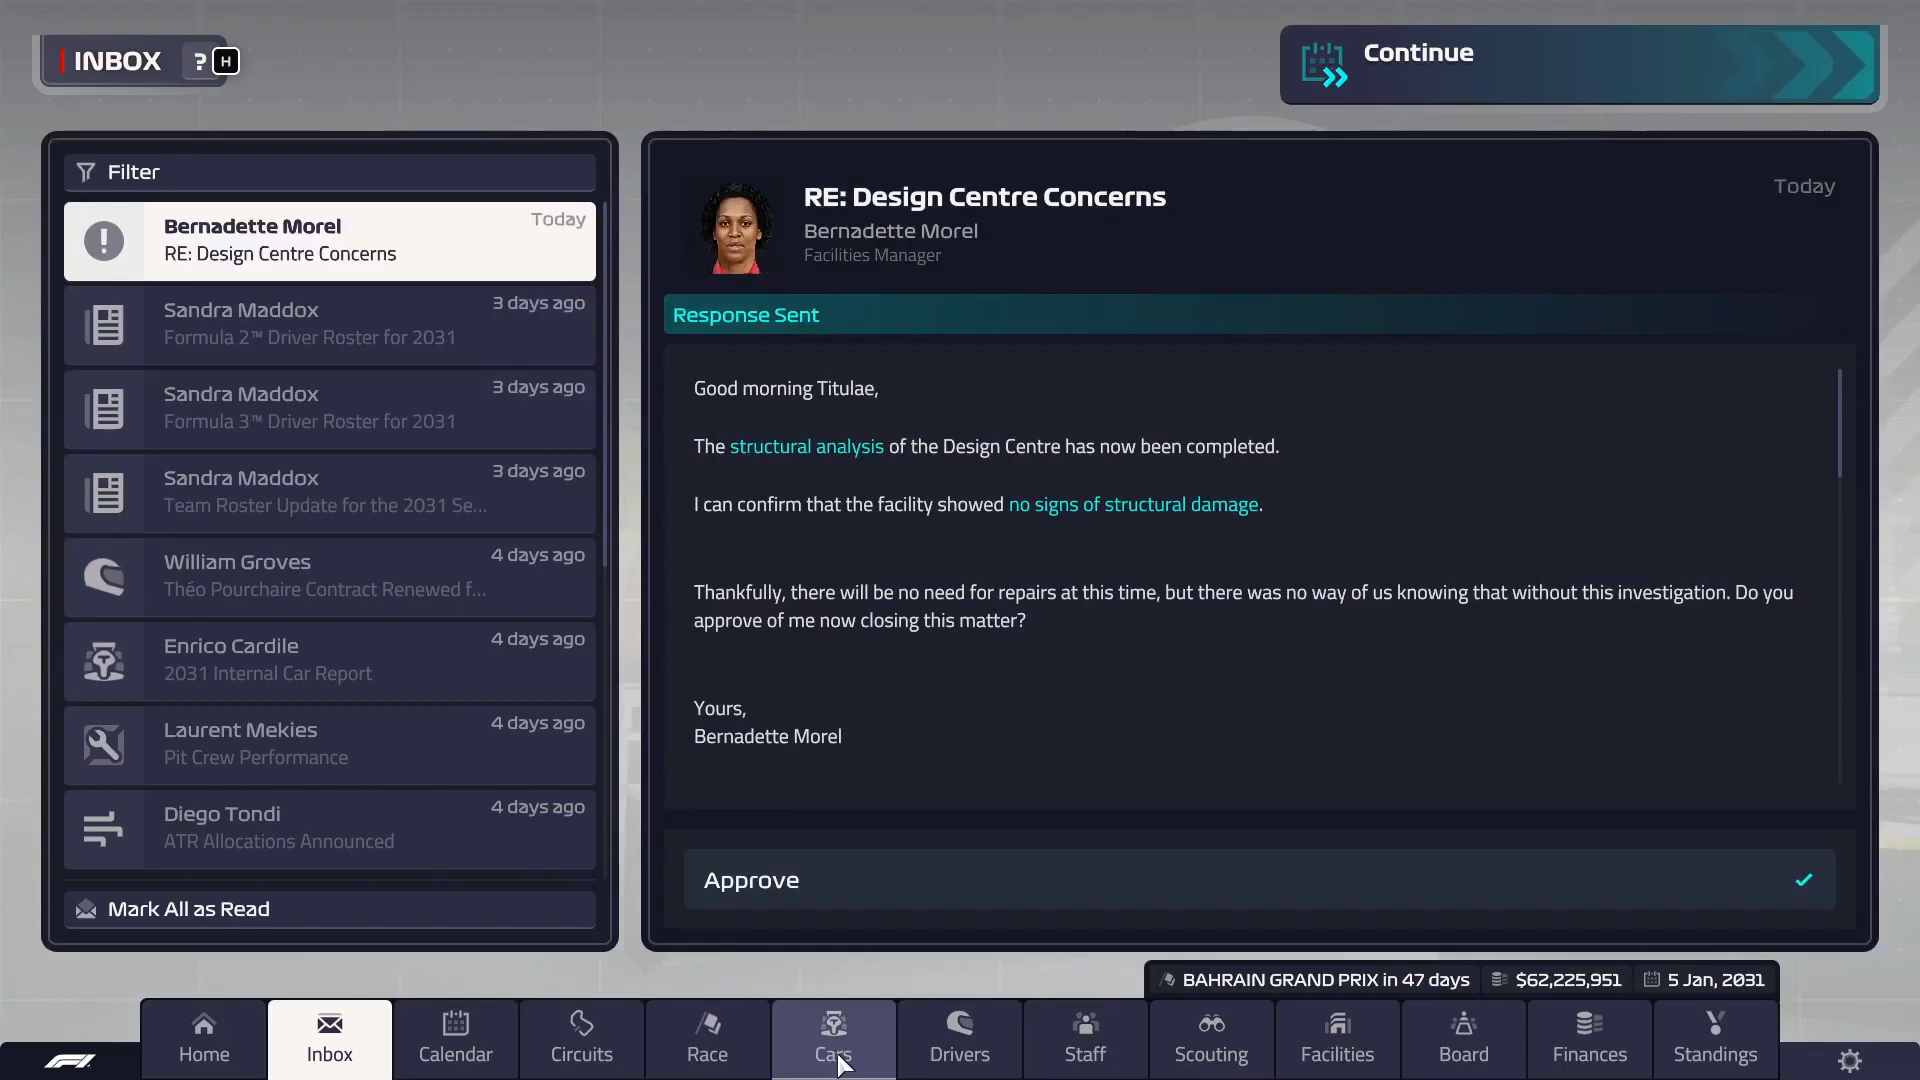 INBOX ? H
Continue
Filter
Bernadette Morel
Today
RE: Design Centre Concerns
Sandra Maddox
3 days ago
Formula 2™ Driver Roster for 2031
Sandra Maddox
3 days ago
Formula 3™ Driver Roster for 2031
Sandra Maddox
3 days ago
Team Roster Update for the 2031 Se...
William Groves
4 days ago
Théo Pourchaire Contract Renewed f...
Enrico Cardile
4 days ago
2031 Internal Car Report
Laurent Mekies
4 days ago
Pit Crew Performance
Diego Tondi
4 days ago
ATR Allocations Announced
Mark All as Read
RE: Design Centre Concerns
Today
Bernadette Morel
Facilities Manager
Response Sent
Good morning Titulae,
The structural analysis of the Design Centre has now been completed.
I can confirm that the facility showed no signs of structural damage.
Thankfully, there will be no need for repairs at this time, but there was no way of us knowing that without this investigation. Do you
approve of me now closing this matter?
Yours,
Bernadette Morel
Approve
BAHRAIN GRAND PRIX in 47 days
$62,225,951
5 Jan, 2031
Home
Inbox
Calendar
Circuits
Race
Cars
Drivers
Staff
Scouting
Facilities
Board
Finances
Standings